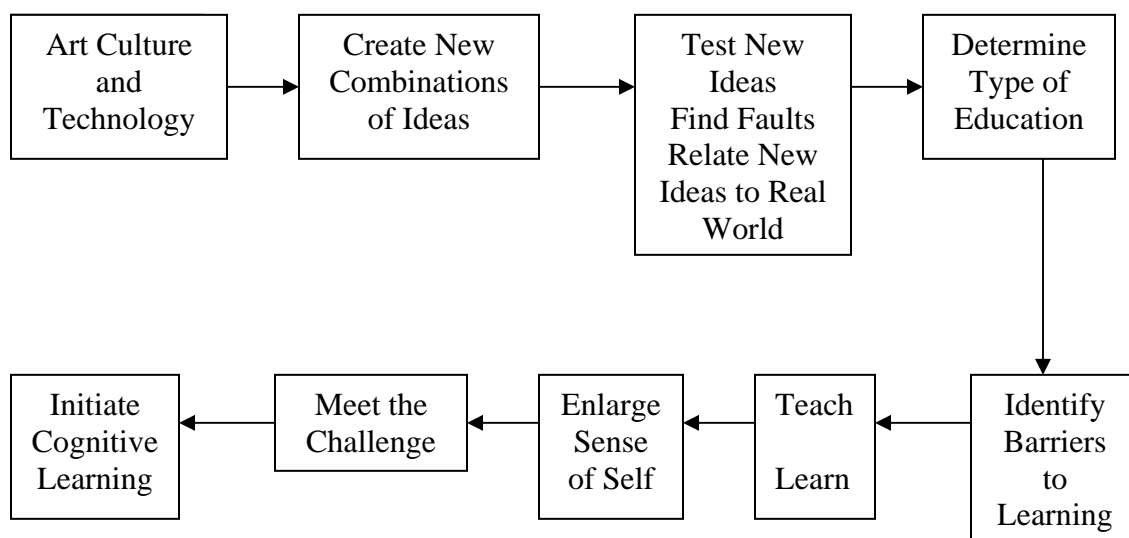 Art Culture
and
Technology
Create New
Combinations
of Ideas
Test New
Ideas
Find Faults
Relate New
Ideas to Real
World
Determine
Type of
Education
Identify
Barriers
to
Learning
Teach
Learn
Enlarge
Sense
of Self
Meet the
Challenge
Initiate
Cognitive
Learning